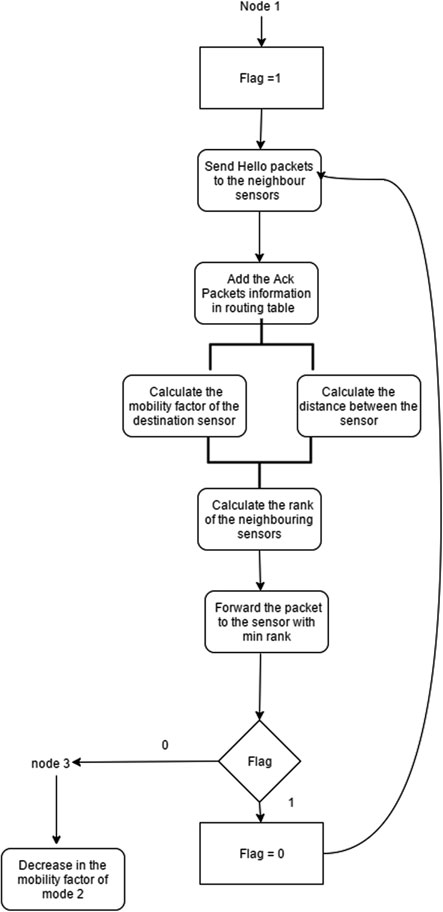 Node 1
Flag =1
Send Hello packets
to the neighbour
sensors
Add the Ack
Packets information
in routing table
Calculate the
mobility factor of the
destination sensor
Calculate the
distance between the
sensor
Calculate the rank
of the neighbouring
sensors
Forward the packet
to the sensor with
min rank
Flag
0
node 3
1
Flag = 0
Decrease in the
mobility factor of
mode 2